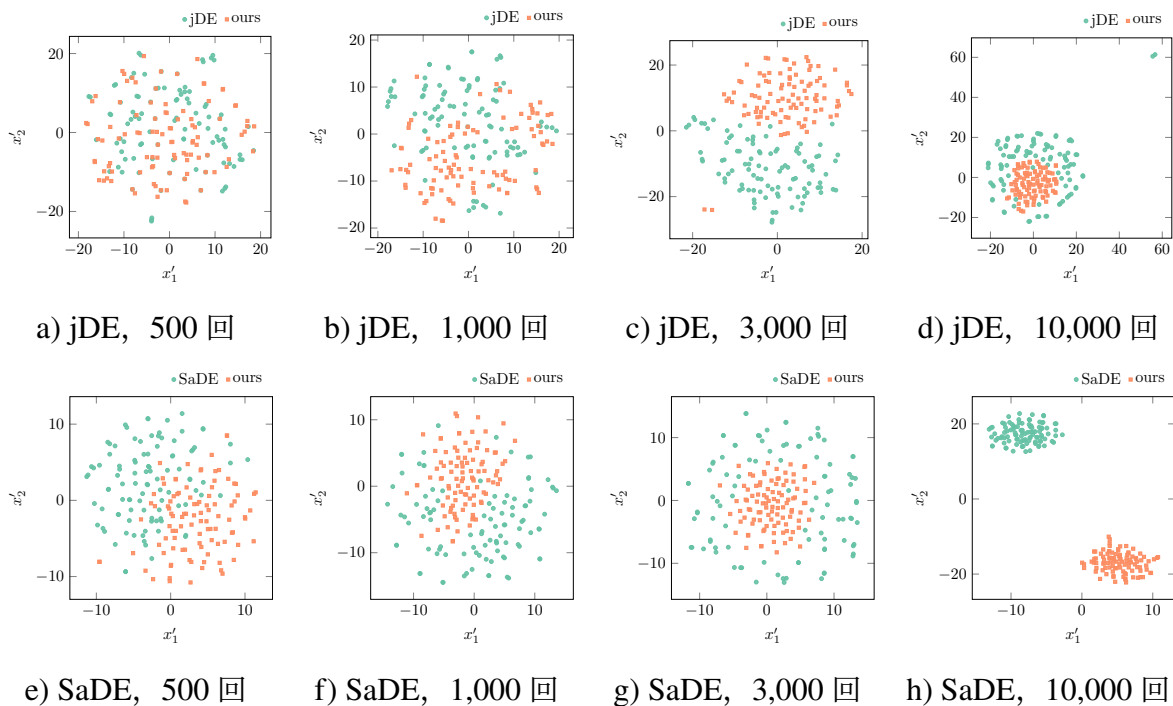 jDE ours jDE ours jDE ours jDE ours
20 0 −20
−20 −10 0 10 20
x′₂
x′₁
20 10 0 −10 −20
−20 −10 0 10 20
x′₂
x′₁
20 0 −20
−20 0 20
x′₂
x′₁
60 40 20 0 −20
−20 0 20 40 60
x′₂
x′₁
a) jDE, 500 回 b) jDE, 1,000 回 c) jDE, 3,000 回 d) jDE, 10,000 回
SaDE ours SaDE ours SaDE ours SaDE ours
10 0 −10
−10 0 10
x′₂
x′₁
10 0 −10
−10 0 10
x′₂
x′₁
10 0 −10
−10 0 10
x′₂
x′₁
20 0 −20
−10 0 10
x′₂
x′₁
e) SaDE, 500 回 f) SaDE, 1,000 回 g) SaDE, 3,000 回 h) SaDE, 10,000 回